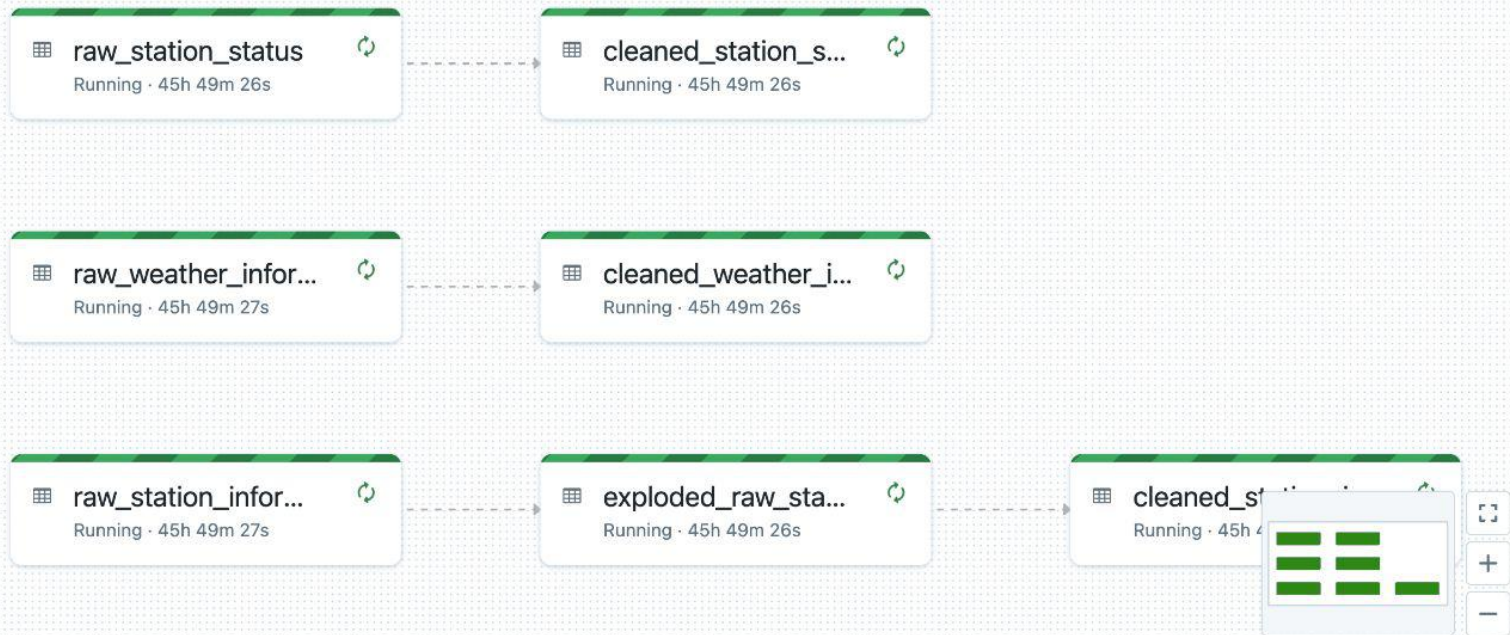 raw_station_status
Running · 45h 49m 26s
cleaned_station_s...
Running · 45h 49m 26s
raw_weather_infor...
Running · 45h 49m 27s
cleaned_weather_i...
Running · 45h 49m 26s
raw_station_infor...
Running · 45h 49m 27s
exploded_raw_sta...
Running · 45h 49m 26s
Running · 45h